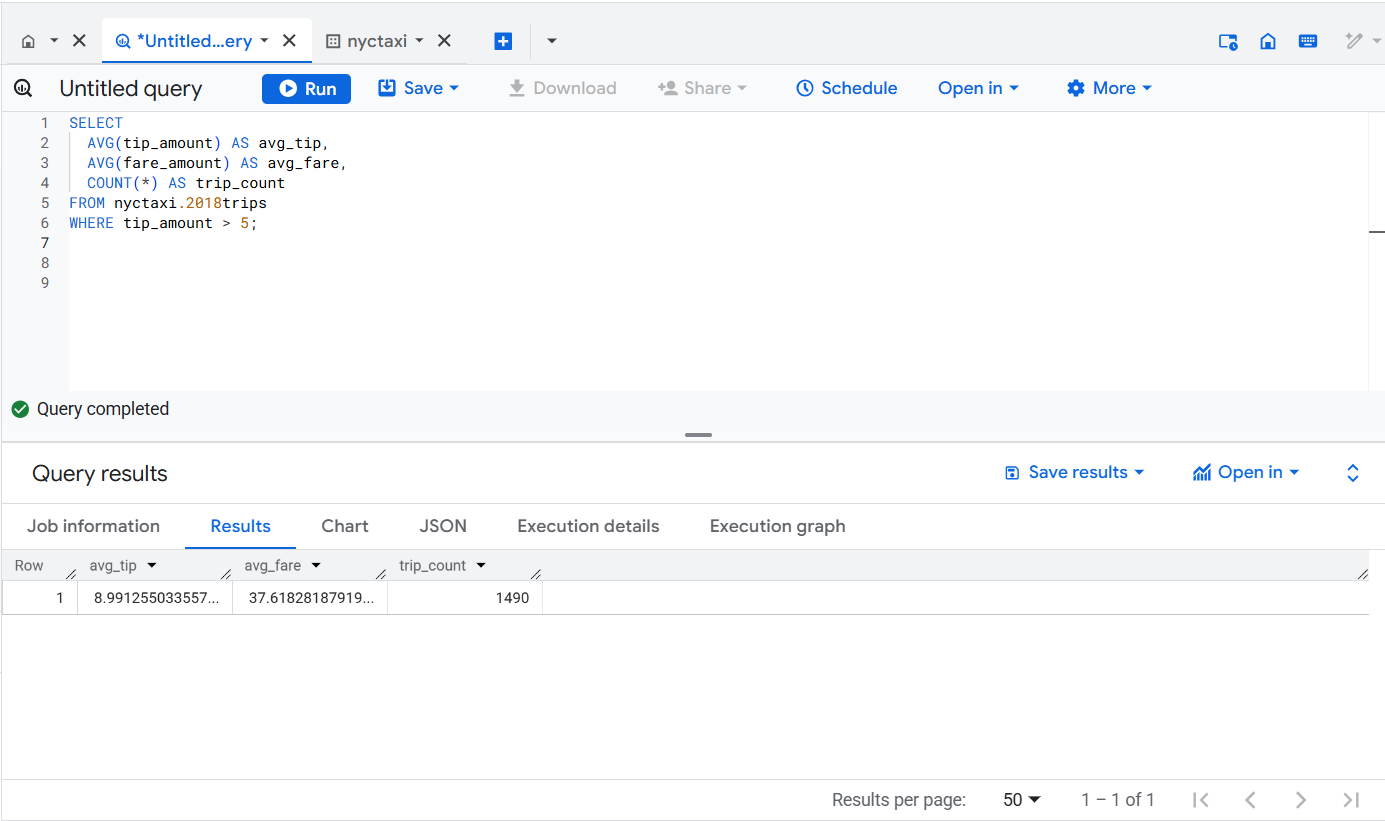 *Untitled...ery nyctaxi
Untitled query Run Save Download Share Schedule Open in More
1 SELECT
2 AVG(tip_amount) AS avg_tip,
3 AVG(fare_amount) AS avg_fare,
4 COUNT(*) AS trip_count
5 FROM nyctaxi.2018trips
6 WHERE tip_amount > 5;
7
8
9
Query completed
Query results Save results Open in
Job information Results Chart JSON Execution details Execution graph
Row avg_tip avg_fare trip_count
1 8.991255033557... 37.61828187919... 1490
Results per page: 50 1 – 1 of 1